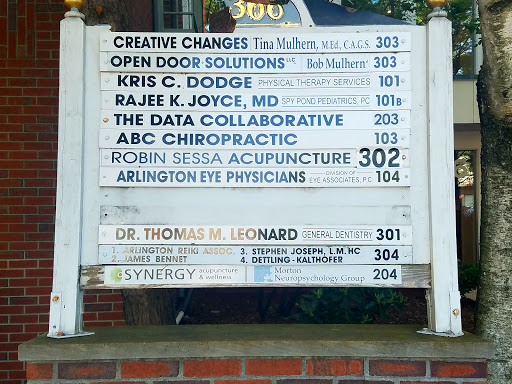 300
CREATIVE CHANGES Tina Mulhern, M.Ed, C.A.G.S. 303
OPEN DOOR SOLUTIONS LLC Bob Mulhern 303
KRIS C. DODGE PHYSICAL THERAPY SERVICES 101
RAJEE K. JOYCE, MD SPY POND PEDIATRICS, PC 101B
THE DATA COLLABORATIVE 203
ABC CHIROPRACTIC 103
ROBIN SESSA ACUPUNCTURE 302
ARLINGTON EYE PHYSICIANS DIVISION OF EYE ASSOCIATES, P.C 104
DR. THOMAS M. LEONARD GENERAL DENTISTRY 301
1. ARLINGTON REIKI ASSOC. 3. STEPHEN JOSEPH, L.M.HC 304
2. JAMES BENNET 4. DETTLING-KALTHOFER
SYNERGY acupuncture & wellness Morton Neuropsychology Group 204